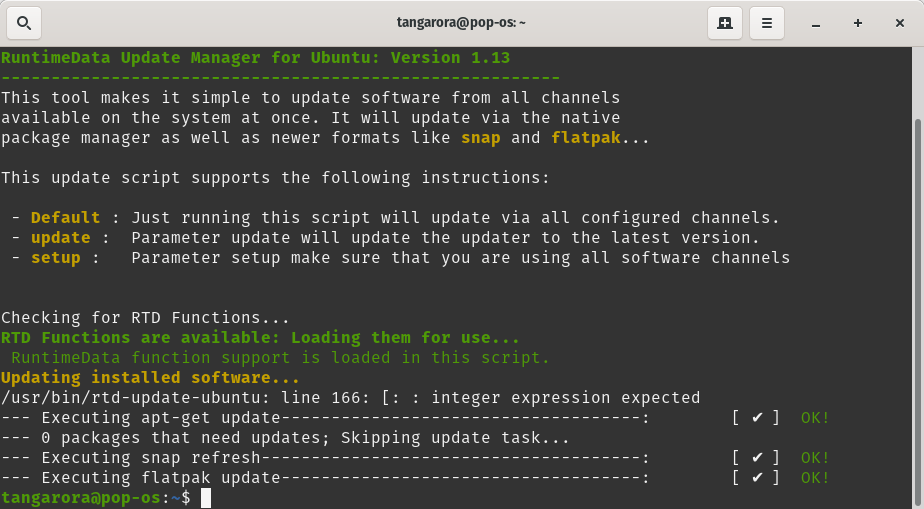 tangarora@pop-os: ~
RuntimeData Update Manager for Ubuntu: Version 1.13
--------------------------------------------------------
This tool makes it simple to update software from all channels
available on the system at once. It will update via the native
package manager as well as newer formats like snap and flatpak...
This update script supports the following instructions:
- Default : Just running this script will update via all configured channels.
- update :  Parameter update will update the updater to the latest version.
- setup :   Parameter setup make sure that you are using all software channels
Checking for RTD Functions...
RTD Functions are available: Loading them for use...
RuntimeData function support is loaded in this script.
Updating installed software...
/usr/bin/rtd-update-ubuntu: line 166: [: : integer expression expected
--- Executing apt-get update------------------------------------:        [ ✔ ]  OK!
--- 0 packages that need updates; Skipping update task...
--- Executing snap refresh--------------------------------------:        [ ✔ ]  OK!
--- Executing flatpak update------------------------------------:        [ ✔ ]  OK!
tangarora@pop-os:~$